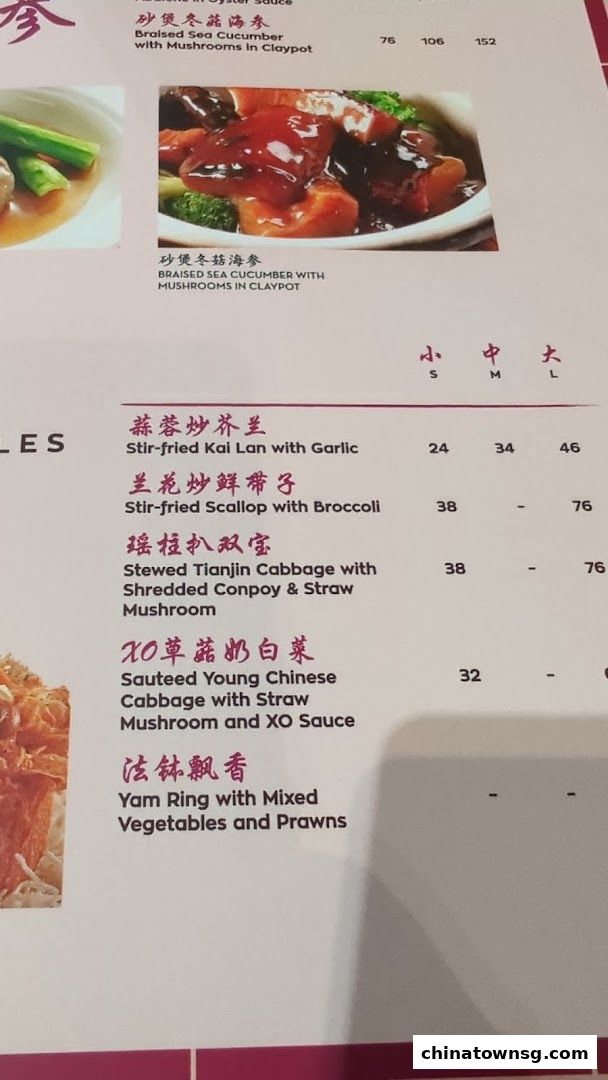 参
砂煲冬菇海参
Braised Sea Cucumber
with Mushrooms in Claypot
76 106 152
砂煲冬菇海参
BRAISED SEA CUCUMBER WITH
MUSHROOMS IN CLAYPOT
小 中 大
S M L
LES
蒜蓉炒芥兰
Stir-fried Kai Lan with Garlic 24 34 46
兰花炒鲜带子
Stir-fried Scallop with Broccoli 38 - 76
瑶柱扒双宝
Stewed Tianjin Cabbage with 38 - 76
Shredded Conpoy & Straw
Mushroom
XO草菇奶白菜
Sauteed Young Chinese 32 -
Cabbage with Straw
Mushroom and XO Sauce
法钵飘香
Yam Ring with Mixed - -
Vegetables and Prawns
chinatownsg.com